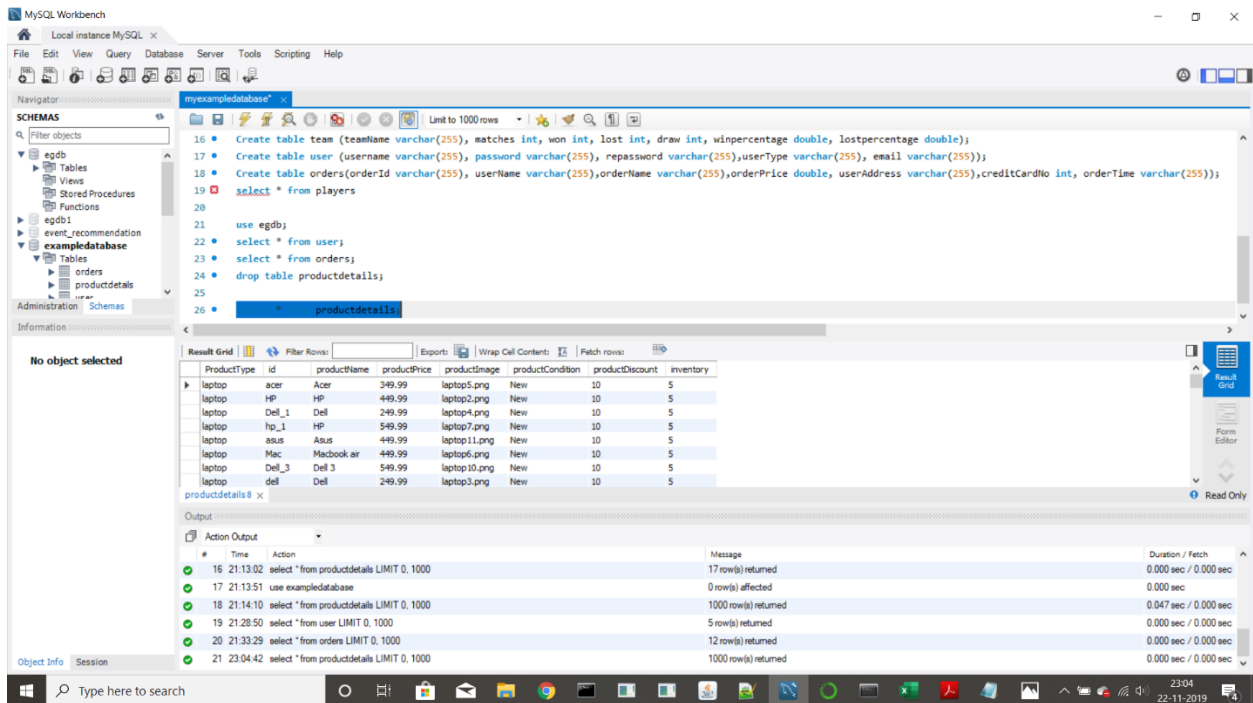 MySQL Workbench
Local instance MySQL ×
File Edit View Query Database Server Tools Scripting Help
Navigator
SCHEMAS
Filter objects
egdb
Tables
Views
Stored Procedures
Functions
egdb1
event_recommendation
exampledatabase
Tables
orders
productdetails
user
Administration Schemas
Information
No object selected
Object Info Session
myexampledatabase* ×
Limit to 1000 rows
16 Create table team (teamName varchar(255), matches int, won int, lost int, draw int, winpercentage double, lostpercentage double);
17 Create table user (username varchar(255), password varchar(255), repassword varchar(255),userType varchar(255), email varchar(255));
18 Create table orders(orderId varchar(255), userName varchar(255),orderName varchar(255),orderPrice double, userAddress varchar(255),creditCardNo int, orderTime varchar(255));
19 select * from players
20
21 use egdb;
22 select * from user;
23 select * from orders;
24 drop table productdetails;
25
26 * productdetails;
Result Grid Filter Rows: Export: Wrap Cell Content: Fetch rows:
ProductType id productName productPrice productImage productCondition productDiscount inventory
laptop acer Acer 349.99 laptop5.png New 10 5
laptop HP HP 449.99 laptop2.png New 10 5
laptop Dell_1 Dell 249.99 laptop4.png New 10 5
laptop hp_1 HP 549.99 laptop7.png New 10 5
laptop asus Asus 449.99 laptop11.png New 10 5
laptop Mac Macbook air 449.99 laptop6.png New 10 5
laptop Dell_3 Dell 3 549.99 laptop10.png New 10 5
laptop dell Dell 249.99 laptop3.png New 10 5
Result Grid
Form Editor
productdetails 8 ×
Read Only
Output
Action Output
# Time Action Message Duration / Fetch
16 21:13:02 select * from productdetails LIMIT 0, 1000 17 row(s) returned 0.000 sec / 0.000 sec
17 21:13:51 use exampledatabase 0 row(s) affected 0.000 sec
18 21:14:10 select * from productdetails LIMIT 0, 1000 1000 row(s) returned 0.047 sec / 0.000 sec
19 21:28:50 select * from user LIMIT 0, 1000 5 row(s) returned 0.000 sec / 0.000 sec
20 21:33:29 select * from orders LIMIT 0, 1000 12 row(s) returned 0.000 sec / 0.000 sec
21 23:04:42 select * from productdetails LIMIT 0, 1000 1000 row(s) returned 0.000 sec / 0.000 sec
Type here to search
23:04
22-11-2019
4